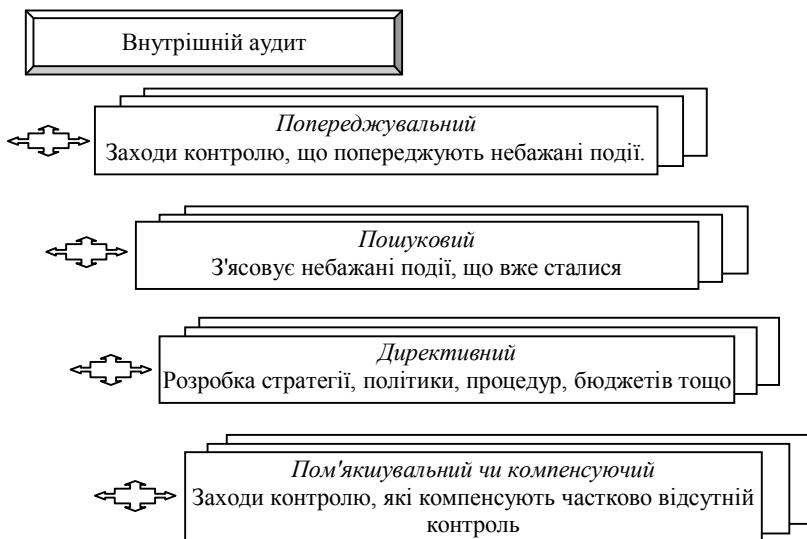 Внутрішній аудит
Попереджувальний
Заходи контролю, що попереджують небажані події.
Пошуковий
З'ясовує небажані події, що вже сталися
Директивний
Розробка стратегії, політики, процедур, бюджетів тощо
Пом'якшувальний чи компенсуючий
Заходи контролю, які компенсують частково відсутній
контроль